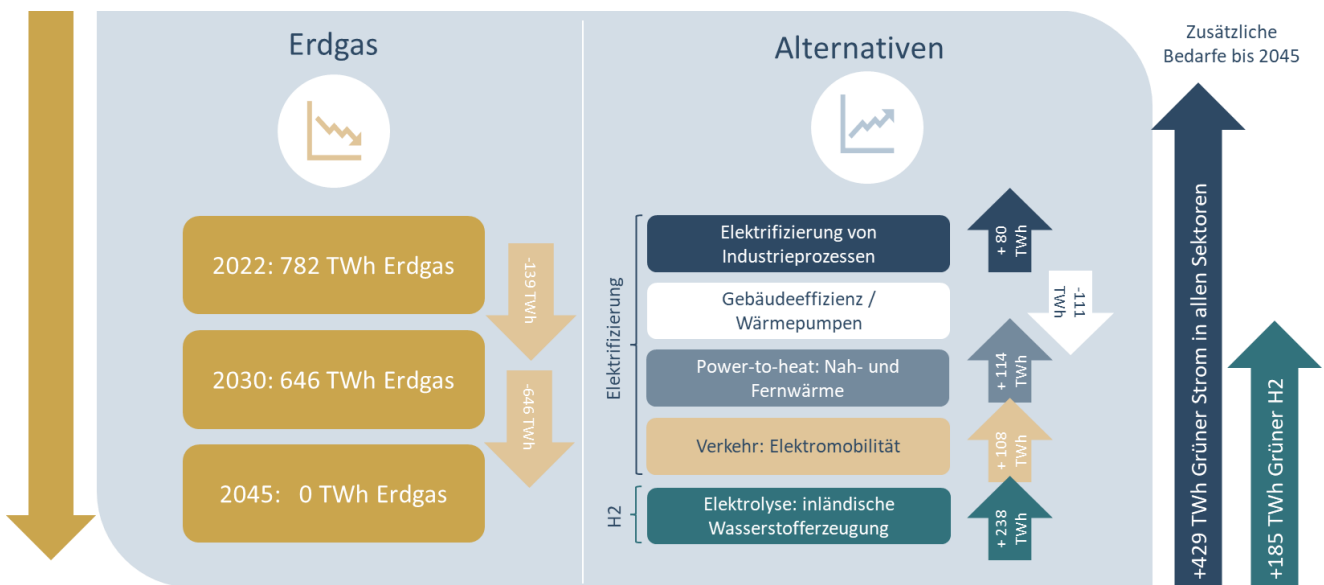 Erdgas
2022: 782 TWh Erdgas
-139 TWh
2030: 646 TWh Erdgas
-646 TWh
2045: 0 TWh Erdgas
Alternativen
Elektrifizierung
Elektrifizierung von
Industrieprozessen
+ 80
TWh
Gebäudeeffizienz /
Wärmepumpen
-111
TWh
Power-to-heat: Nah- und
Fernwärme
+ 114
TWh
Verkehr: Elektromobilität
+ 108
TWh
H2
Elektrolyse: inländische
Wasserstofferzeugung
+ 238
TWh
Zusätzliche
Bedarfe bis 2045
+429 TWh Grüner Strom in allen Sektoren
+185 TWh Grüner H2